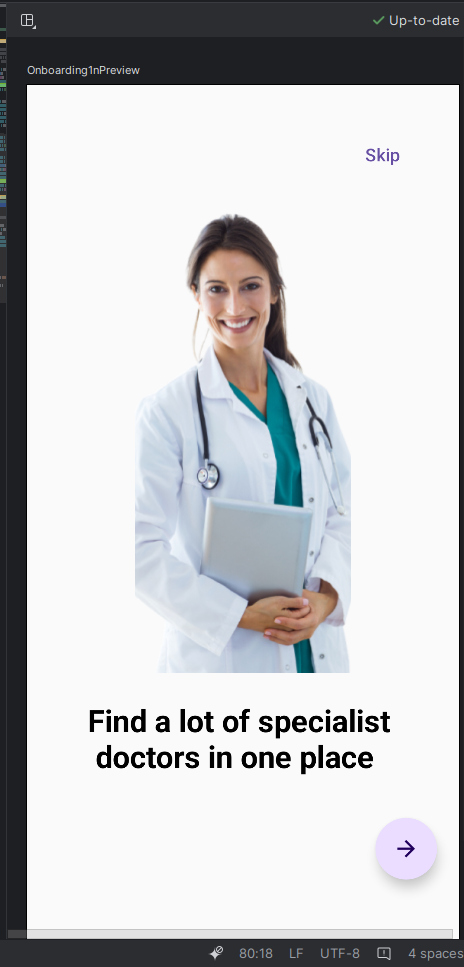 Up-to-date
Onboarding1nPreview
Skip
Find a lot of specialist
doctors in one place
80:18 LF UTF-8 4 spaces